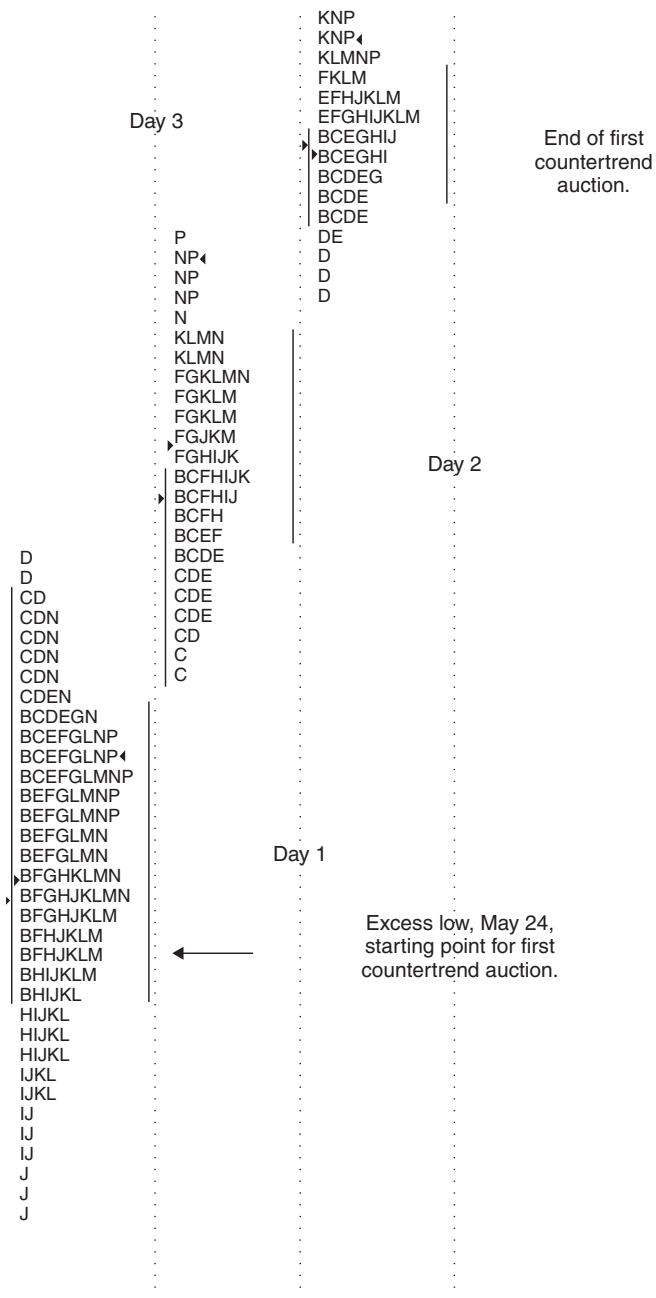 D
D
CD
CDN
CDN
CDN
CDN
CDEN
BCDEGN
BCEFGLNP
BCEFGLNP
BCEFGLMNP
BEFGLMNP
BEFGLMNP
BEFGLMN
BEFGLMN
BFGHKLMN
BFGHJKLMN
BFGHJKLM
BFHJKLM
BFHJKLM
BHIJKLM
BHIJKL
HIJKL
HIJKL
HIJKL
IJKL
IJKL
IJ
IJ
IJ
J
J
J
Day 3
P
NP
NP
NP
N
KLMN
KLMN
FGKLMN
FGKLM
FGKLM
FGJKM
FGHIJK
BCFHIJK
BCFHIJ
BCFH
BCEF
BCDE
CDE
CDE
CDE
CD
C
C
Day 1
KNP
KNP
KLMNP
FKLM
EFHJKLM
EFGHIJKLM
BCEGHIJ
BCEGHI
BCDEG
BCDE
BCDE
DE
D
D
D
Day 2
End of first
countertrend
auction.
Excess low, May 24,
starting point for first
countertrend auction.